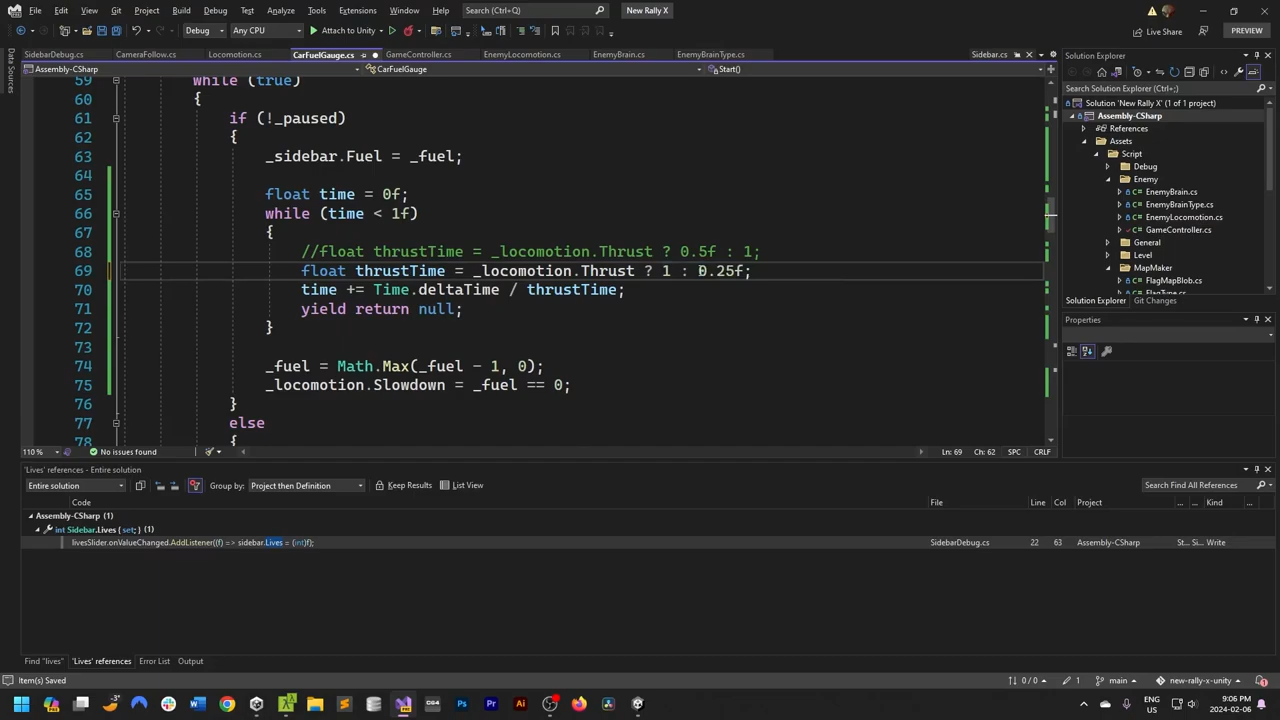 File Edit View Git Project Build Debug Test Analyze Tools Extensions Window Help Search (Ctrl+Q) New Rally X
Debug Any CPU Attach to Unity Live Share PREVIEW
SidebarDebug.cs CameraFollow.cs Locomotion.cs CarFuelGauge.cs GameController.cs EnemyLocomotion.cs EnemyBrain.cs EnemyBrainType.cs Sidebar.cs
Data Sources
Assembly-CSharp CarFuelGauge Start()
59 while (true)
60 {
61 if (!_paused)
62 {
63 _sidebar.Fuel = _fuel;
64
65 float time = 0f;
66 while (time < 1f)
67 {
68 //float thrustTime = _locomotion.Thrust ? 0.5f : 1;
69 float thrustTime = _locomotion.Thrust ? 1 : 0.25f;
70 time += Time.deltaTime / thrustTime;
71 yield return null;
72 }
73
74 _fuel = Math.Max(_fuel - 1, 0);
75 _locomotion.Slowdown = _fuel == 0;
76 }
77 else
78 {
110 % No issues found Ln: 69 Ch: 62 SPC CRLF
Solution Explorer
Search Solution Explorer (Ctrl+;)
Solution 'New Rally X' (1 of 1 project)
Assembly-CSharp
References
Assets
Script
Debug
Enemy
EnemyBrain.cs
EnemyBrainType.cs
EnemyLocomotion.cs
GameController.cs
General
Level
MapMaker
FlagMapBlob.cs
FlagType.cs
Solution Explorer Git Changes
Properties
'Lives' references - Entire solution
Entire solution Group by: Project then Definition Keep Results List View Search Find All References
Code File Line Col Project ... ... Kind ...
Assembly-CSharp (1)
int Sidebar.Lives { set; } (1)
livesSlider.onValueChanged.AddListener((f) => sidebar.Lives = (int)f); SidebarDebug.cs 22 63 Assembly-CSharp St... S... Write
Find "lives" 'Lives' references Error List Output
Item(s) Saved 0 / 0 1 main new-rally-x-unity 1
ENG US 9:06 PM 2024-02-06